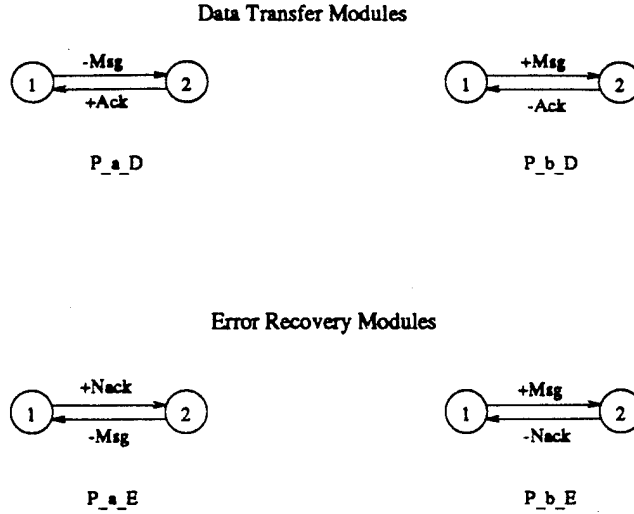 Data Transfer Modules
-Msg
1
2
+Ack
P_a_D
+Msg
1
2
-Ack
P_b_D
Error Recovery Modules
+Nack
1
2
-Msg
P_a_E
+Msg
1
2
-Nack
P_b_E